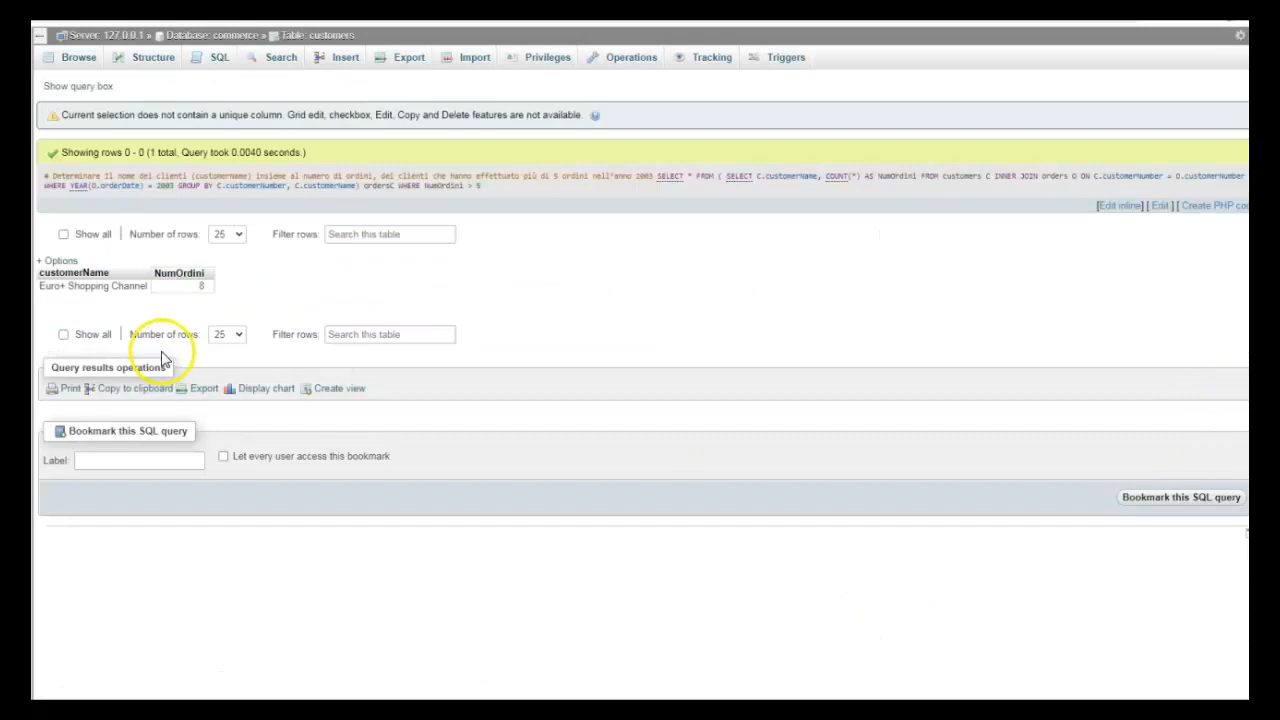 Server: 127.0.0.1 » Database: commerce » Table: customers
Browse Structure SQL Search Insert Export Import Privileges Operations Tracking Triggers
Show query box
Current selection does not contain a unique column. Grid edit, checkbox, Edit, Copy and Delete features are not available.
Showing rows 0 - 0 (1 total, Query took 0.0040 seconds.)
# Determinare il nome dei clienti (customerName) insieme al numero di ordini, dei clienti che hanno effettuato più di 5 ordini nell'anno 2003 SELECT * FROM ( SELECT C.customerName, COUNT(*) AS NumOrdini FROM customers C INNER JOIN orders O ON C.customerNumber = O.customerNumber
WHERE YEAR(O.orderDate) = 2003 GROUP BY C.customerNumber, C.customerName) ordersC WHERE NumOrdini > 5
[Edit inline] [ Edit ] [ Create PHP co
Show all Number of rows: 25 Filter rows: Search this table
+ Options
customerName NumOrdini
Euro+ Shopping Channel 8
Show all Number of rows: 25 Filter rows: Search this table
Query results operations
Print Copy to clipboard Export Display chart Create view
Bookmark this SQL query
Label: Let every user access this bookmark
Bookmark this SQL query